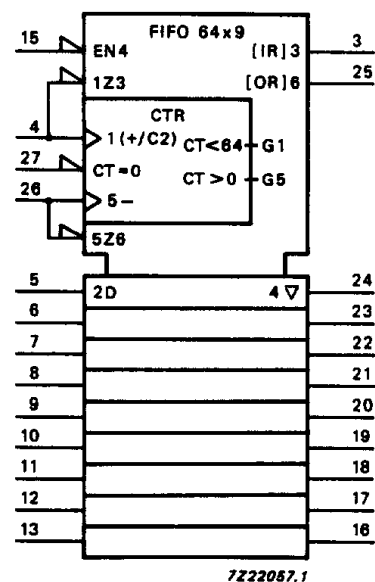 FIFO 64x9
15 EN4 [IR]3 3
1Z3 [OR]6 25
CTR
4 1(+/C2) CT<64 G1
27 CT=0 CT>0 G5
26 5-
5Z6
5 2D 4 ▽ 24
6 23
7 22
8 21
9 20
10 19
11 18
12 17
13 16
7Z22057.1